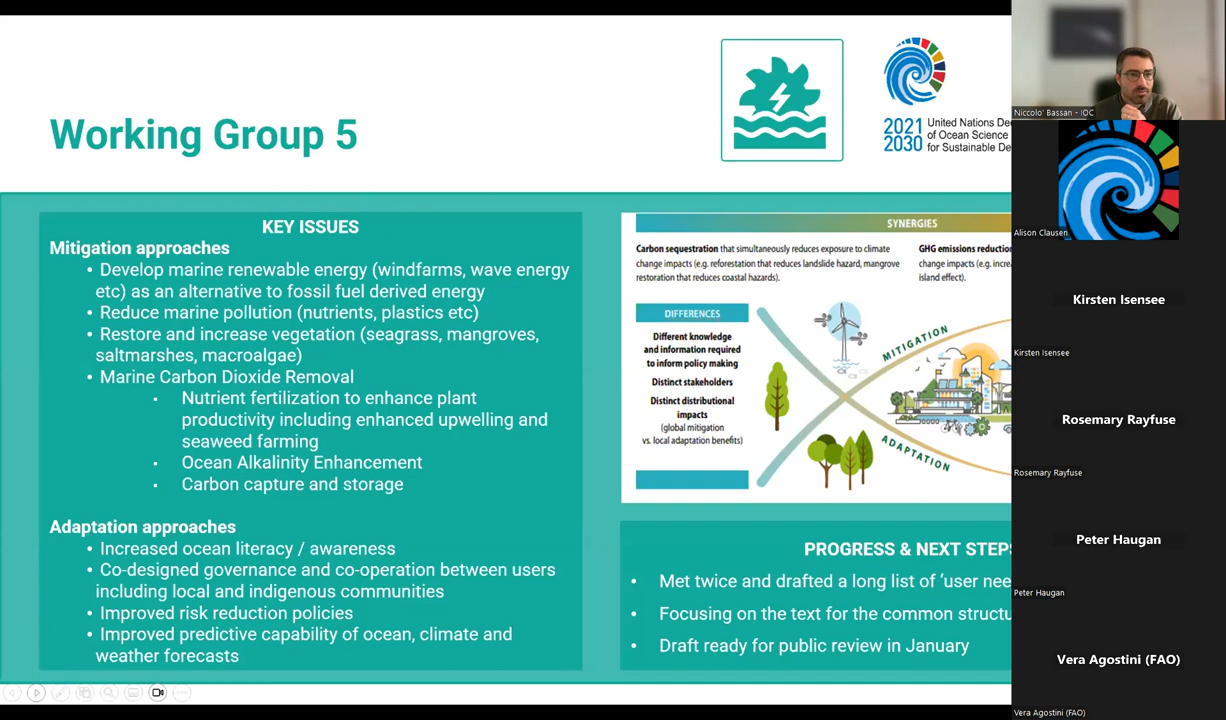 Working Group 5
2021
2030
United Nations De
of Ocean Science
for Sustainable De
KEY ISSUES
Mitigation approaches
• Develop marine renewable energy (windfarms, wave energy
etc) as an alternative to fossil fuel derived energy
• Reduce marine pollution (nutrients, plastics etc)
• Restore and increase vegetation (seagrass, mangroves,
saltmarshes, macroalgae)
• Marine Carbon Dioxide Removal
▪ Nutrient fertilization to enhance plant
productivity including enhanced upwelling and
seaweed farming
▪ Ocean Alkalinity Enhancement
▪ Carbon capture and storage
Adaptation approaches
• Increased ocean literacy / awareness
• Co-designed governance and co-operation between users
including local and indigenous communities
• Improved risk reduction policies
• Improved predictive capability of ocean, climate and
weather forecasts
SYNERGIES
Carbon sequestration that simultaneously reduces exposure to climate
change impacts (e.g. reforestation that reduces landslide hazard, mangrove
restoration that reduces coastal hazards).
GHG emissions reductio
change impacts (e.g. incre
island effect).
DIFFERENCES
Different knowledge
and information required
to inform policy making
Distinct stakeholders
Distinct distributional
impacts
(global mitigation
vs. local adaptation benefits)
MITIGATION
ADAPTATION
PROGRESS & NEXT STEPS
• Met twice and drafted a long list of ‘user nee
• Focusing on the text for the common structu
• Draft ready for public review in January
Niccolo' Bassan - IOC
Alison Clausen
Kirsten Isensee
Kirsten Isensee
Rosemary Rayfuse
Rosemary Rayfuse
Peter Haugan
Peter Haugan
Vera Agostini (FAO)
Vera Agostini (FAO)